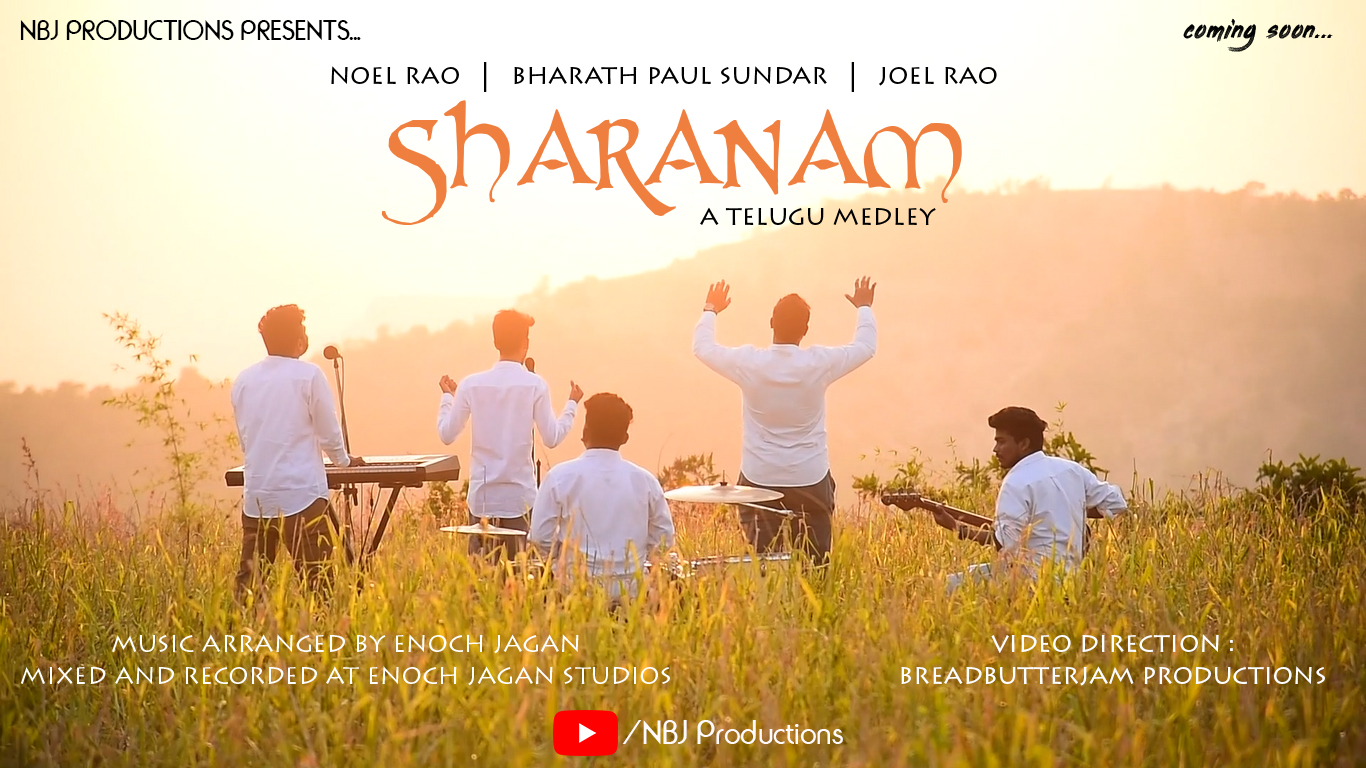 NBJ PRODUCTIONS PRESENTS...
coming soon...
NOEL RAO | BHARATH PAUL SUNDAR | JOEL RAO
SHARANAM
A TELUGU MEDLEY
MUSIC ARRANGED BY ENOCH JAGAN
MIXED AND RECORDED AT ENOCH JAGAN STUDIOS
VIDEO DIRECTION :
BREADBUTTERJAM PRODUCTIONS
/NBJ Productions